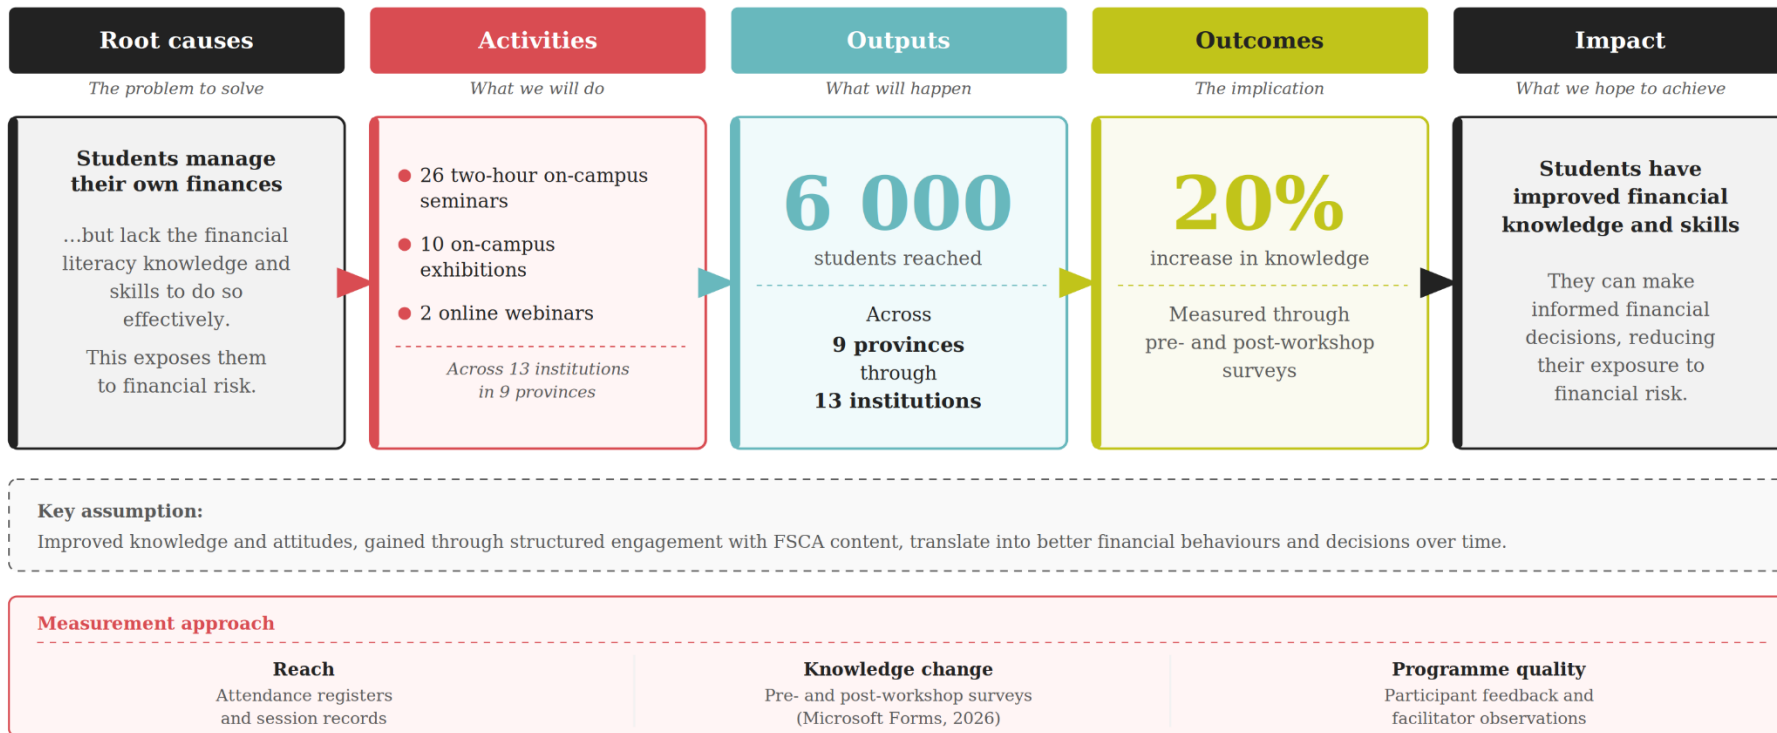 Root causes
The problem to solve
Students manage
their own finances
...but lack the financial
literacy knowledge and
skills to do so
effectively.
This exposes them
to financial risk.
Activities
What we will do
26 two-hour on-campus
seminars
10 on-campus
exhibitions
2 online webinars
Across 13 institutions
in 9 provinces
Outputs
What will happen
6 000
students reached
Across
9 provinces
through
13 institutions
Outcomes
The implication
20%
increase in knowledge
Measured through
pre- and post-workshop
surveys
Impact
What we hope to achieve
Students have
improved financial
knowledge and skills
They can make
informed financial
decisions, reducing
their exposure to
financial risk.
Key assumption:
Improved knowledge and attitudes, gained through structured engagement with FSCA content, translate into better financial behaviours and decisions over time.
Measurement approach
Reach
Attendance registers
and session records
Knowledge change
Pre- and post-workshop surveys
(Microsoft Forms, 2026)
Programme quality
Participant feedback and
facilitator observations